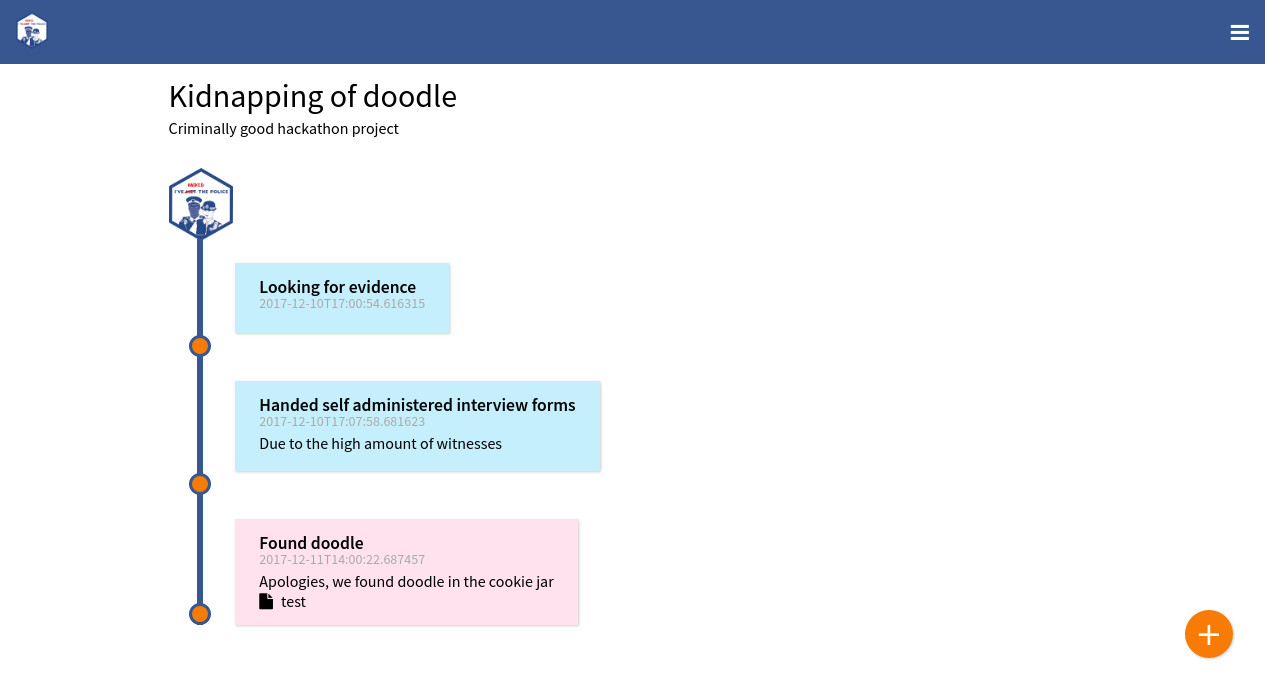 Kidnapping of doodle
Criminally good hackathon project
HACKED
I'VE GOT THE POLICE
Looking for evidence
2017-12-10T17:00:54.616315
Handed self administered interview forms
2017-12-10T17:07:58.681623
Due to the high amount of witnesses
Found doodle
2017-12-11T14:00:22.687457
Apologies, we found doodle in the cookie jar
test